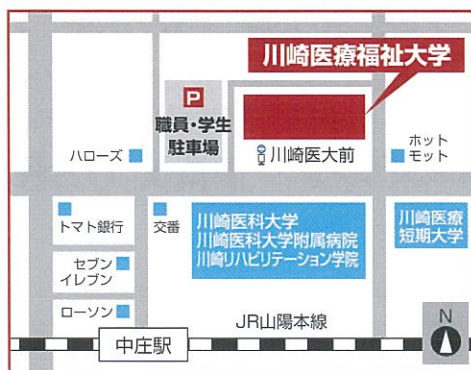 川崎医療福祉大学
P
職員・学生
駐車場
川崎医大前
ホット
モット
ハローズ
トマト銀行
交番
川崎医科大学
川崎医科大学附属病院
川崎リハビリテーション学院
川崎医療
短期大学
セブン
イレブン
ローソン
JR山陽本線
N
中庄駅